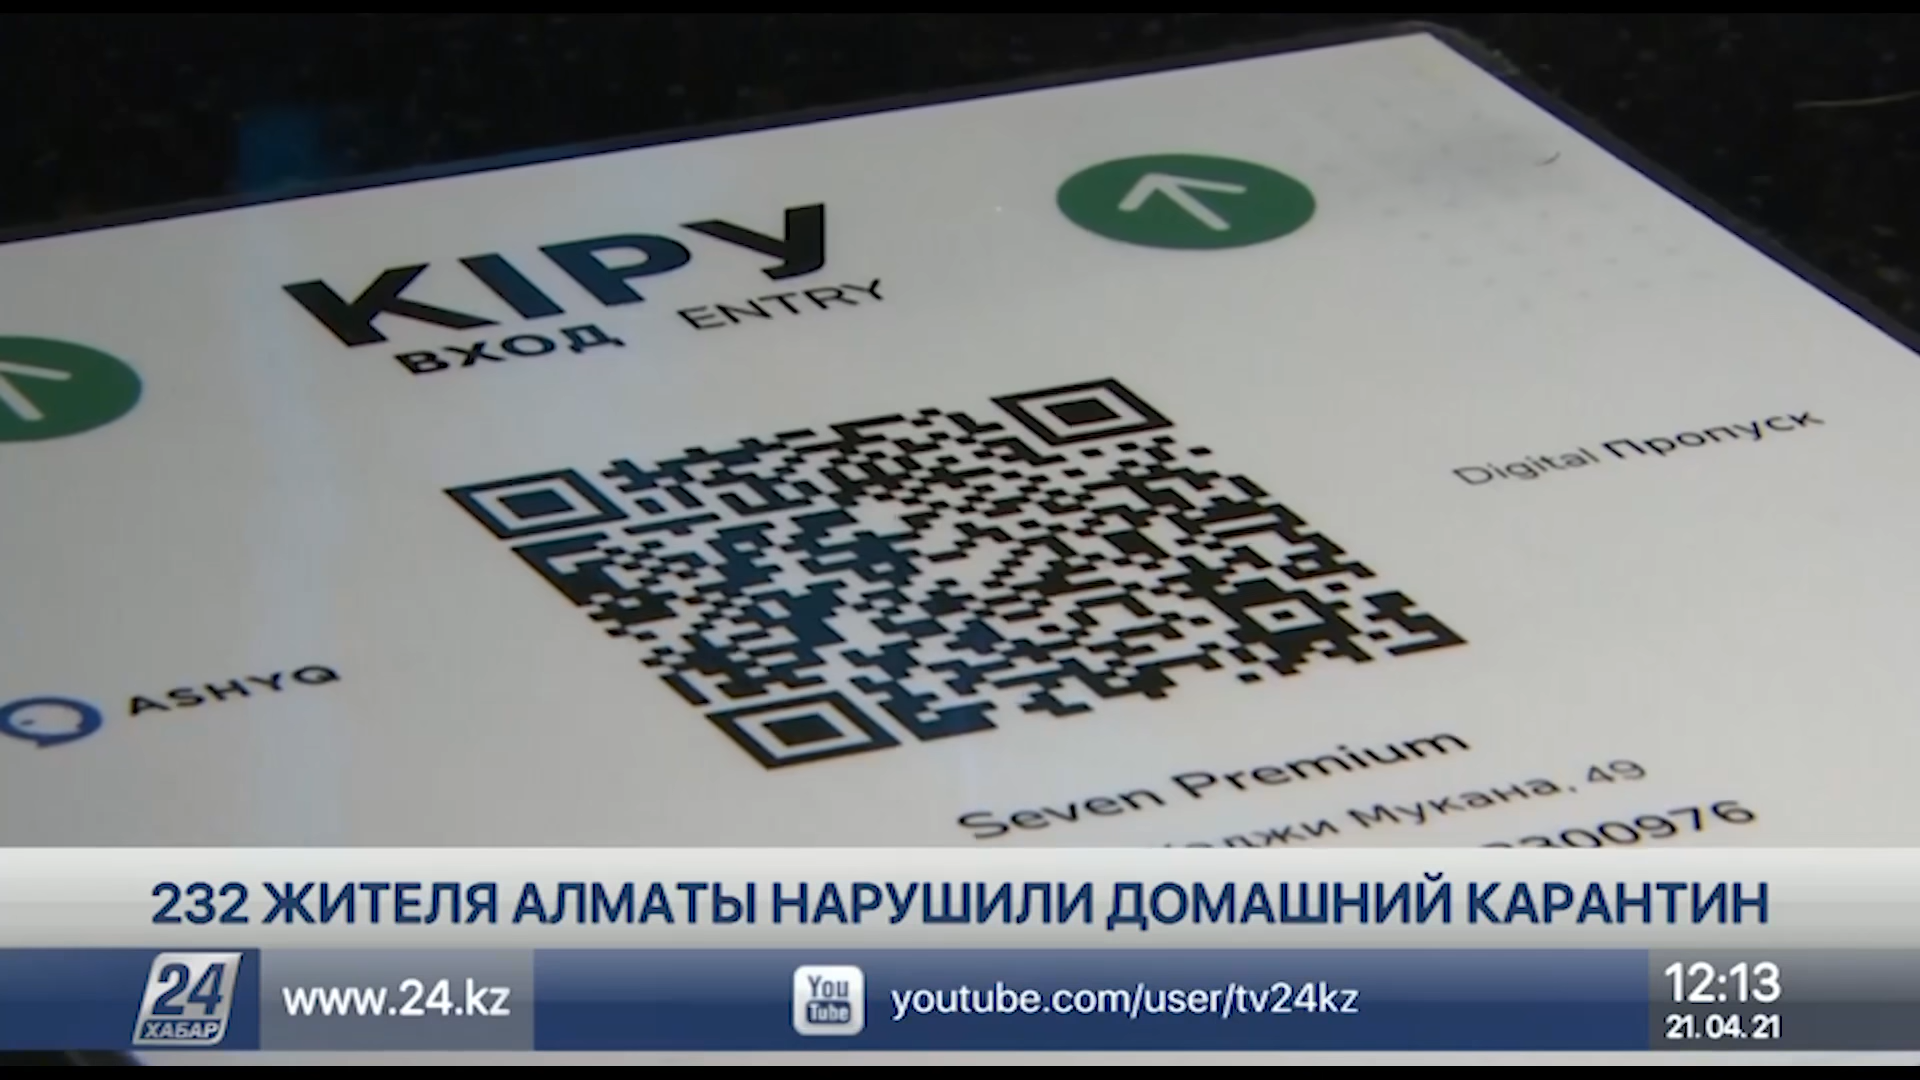 КІРУ
ВХОД ENTRY
Digital Пропуск
ASHYQ
Seven Premium
Мукана, 49
300976
232 ЖИТЕЛЯ АЛМАТЫ НАРУШИЛИ ДОМАШНИЙ КАРАНТИН
24 ХАБАР
www.24.kz
You Tube
youtube.com/user/tv24kz
12:13
21.04.21